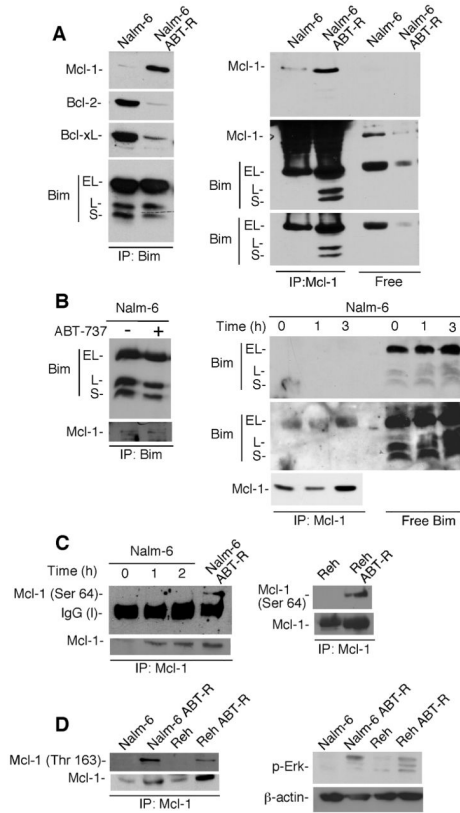 A
Nalm-6
Nalm-6 ABT-R
Mcl-1-
Bcl-2-
Bcl-xL-
Bim
EL-
L-
S-
IP: Bim
Nalm-6
Nalm-6 ABT-R
Nalm-6
Nalm-6 ABT-R
Mcl-1-
Mcl-1-
Bim
EL-
L-
S-
Bim
EL-
L-
S-
IP:Mcl-1
Free
B
Nalm-6
ABT-737
- +
Bim
EL-
L-
S-
Mcl-1-
IP: Bim
Nalm-6
Time (h)
0 1 3 0 1 3
Bim
EL-
L-
S-
Bim
EL-
L-
S-
Mcl-1-
IP: Mcl-1
Free Bim
C
Nalm-6
Nalm-6 ABT-R
Time (h)
0 1 2
Mcl-1 (Ser 64)-
IgG (l)-
Mcl-1-
IP: Mcl-1
Reh
Reh ABT-R
Mcl-1 -
(Ser 64)
Mcl-1-
IP: Mcl-1
D
Nalm-6
Nalm-6 ABT-R
Reh
Reh ABT-R
Mcl-1 (Thr 163)-
Mcl-1-
IP: Mcl-1
Nalm-6
Nalm-6 ABT-R
Reh
Reh ABT-R
p-Erk-
β-actin-